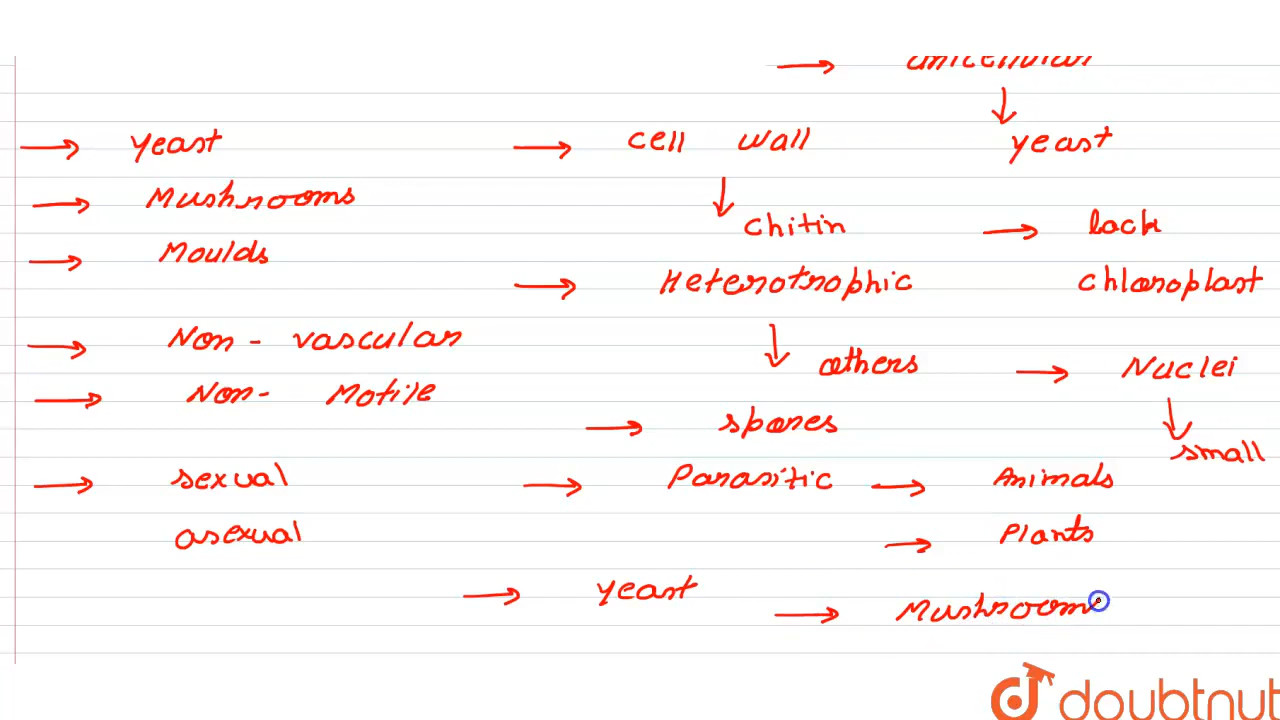 → unicellular
↓
→ yeast
→ Mushrooms
→ Moulds
→ Non - vascular
→ Non- Motile
→ sexual
asexual
→ cell wall
↓
chitin
→ Heterotrophic
↓
others
→ spores
→ Parasitic → Animals
→ Plants
→ yeast
→ Mushroom
yeast
→ lack
chloroplast
→ Nuclei
↓
small
doubtnut